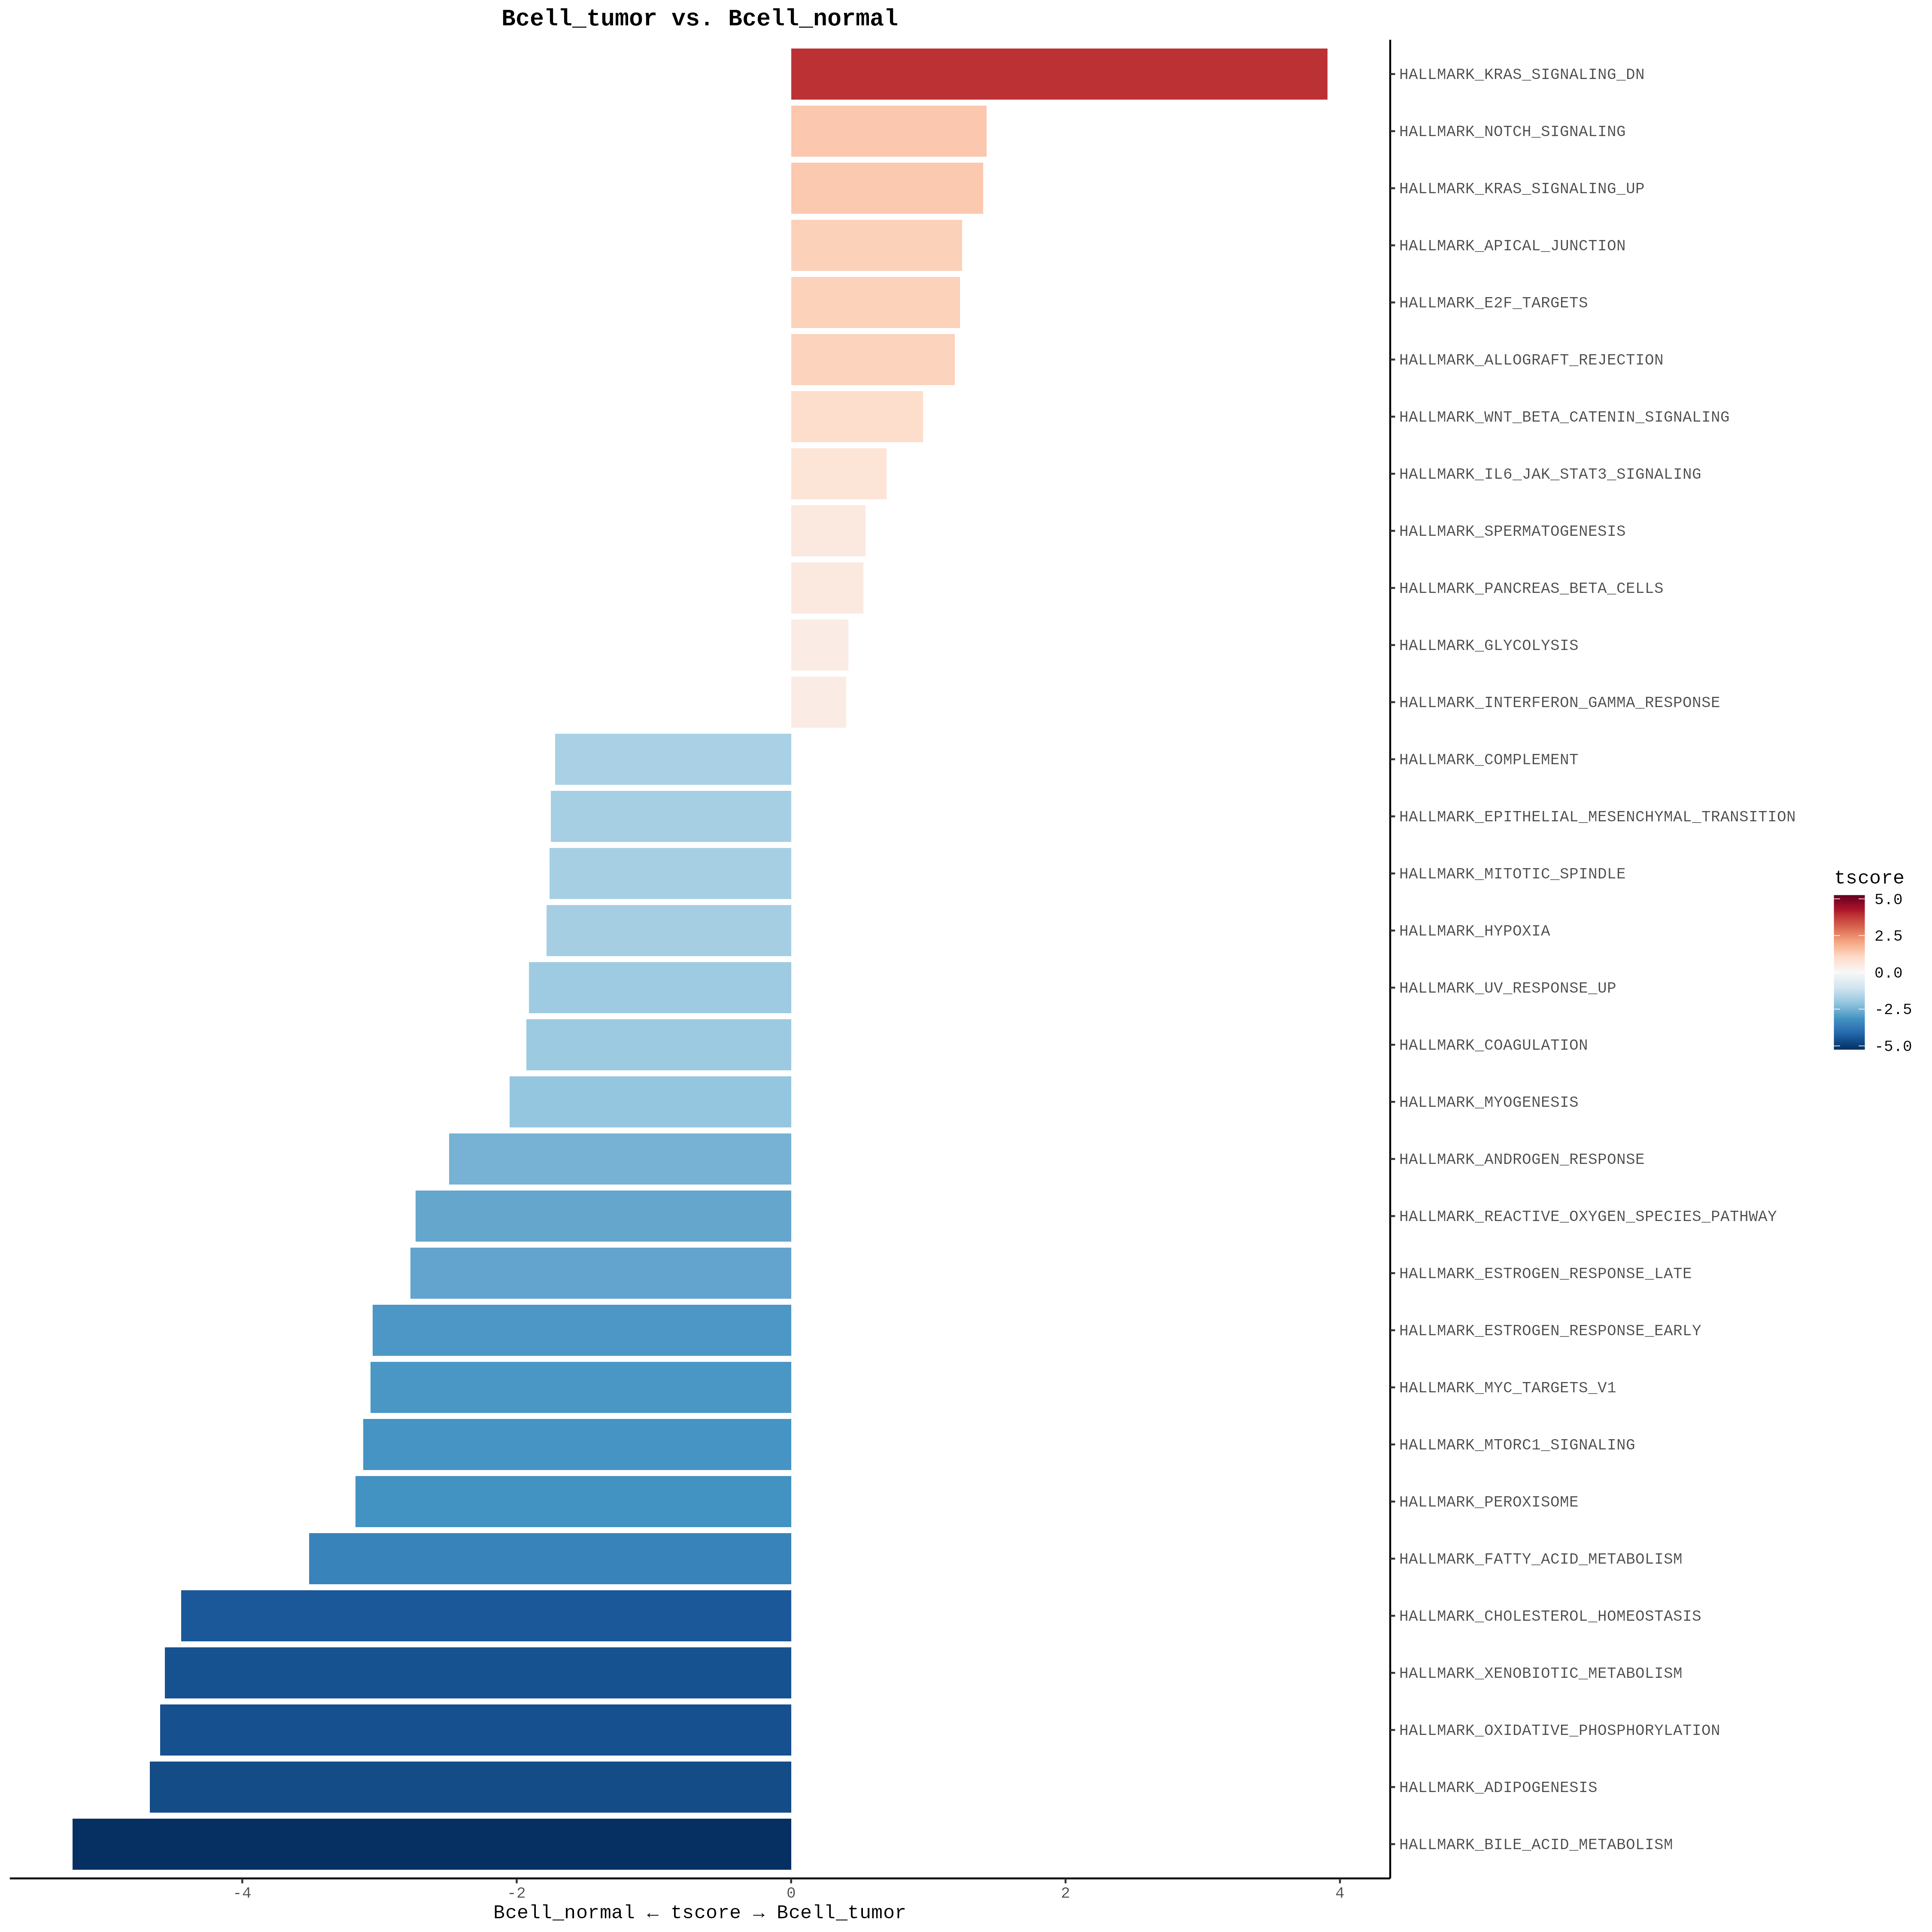 Bcell_tumor vs. Bcell_normal
HALLMARK_KRAS_SIGNALING_DN
HALLMARK_NOTCH_SIGNALING
HALLMARK_KRAS_SIGNALING_UP
HALLMARK_APICAL_JUNCTION
HALLMARK_E2F_TARGETS
HALLMARK_ALLOGRAFT_REJECTION
HALLMARK_WNT_BETA_CATENIN_SIGNALING
HALLMARK_IL6_JAK_STAT3_SIGNALING
HALLMARK_SPERMATOGENESIS
HALLMARK_PANCREAS_BETA_CELLS
HALLMARK_GLYCOLYSIS
HALLMARK_INTERFERON_GAMMA_RESPONSE
HALLMARK_COMPLEMENT
HALLMARK_EPITHELIAL_MESENCHYMAL_TRANSITION
HALLMARK_MITOTIC_SPINDLE
HALLMARK_HYPOXIA
HALLMARK_UV_RESPONSE_UP
HALLMARK_COAGULATION
HALLMARK_MYOGENESIS
HALLMARK_ANDROGEN_RESPONSE
HALLMARK_REACTIVE_OXYGEN_SPECIES_PATHWAY
HALLMARK_ESTROGEN_RESPONSE_LATE
HALLMARK_ESTROGEN_RESPONSE_EARLY
HALLMARK_MYC_TARGETS_V1
HALLMARK_MTORC1_SIGNALING
HALLMARK_PEROXISOME
HALLMARK_FATTY_ACID_METABOLISM
HALLMARK_CHOLESTEROL_HOMEOSTASIS
HALLMARK_XENOBIOTIC_METABOLISM
HALLMARK_OXIDATIVE_PHOSPHORYLATION
HALLMARK_ADIPOGENESIS
HALLMARK_BILE_ACID_METABOLISM
-4 -2 0 2 4
Bcell_normal ← tscore → Bcell_tumor
tscore
5.0
2.5
0.0
-2.5
-5.0